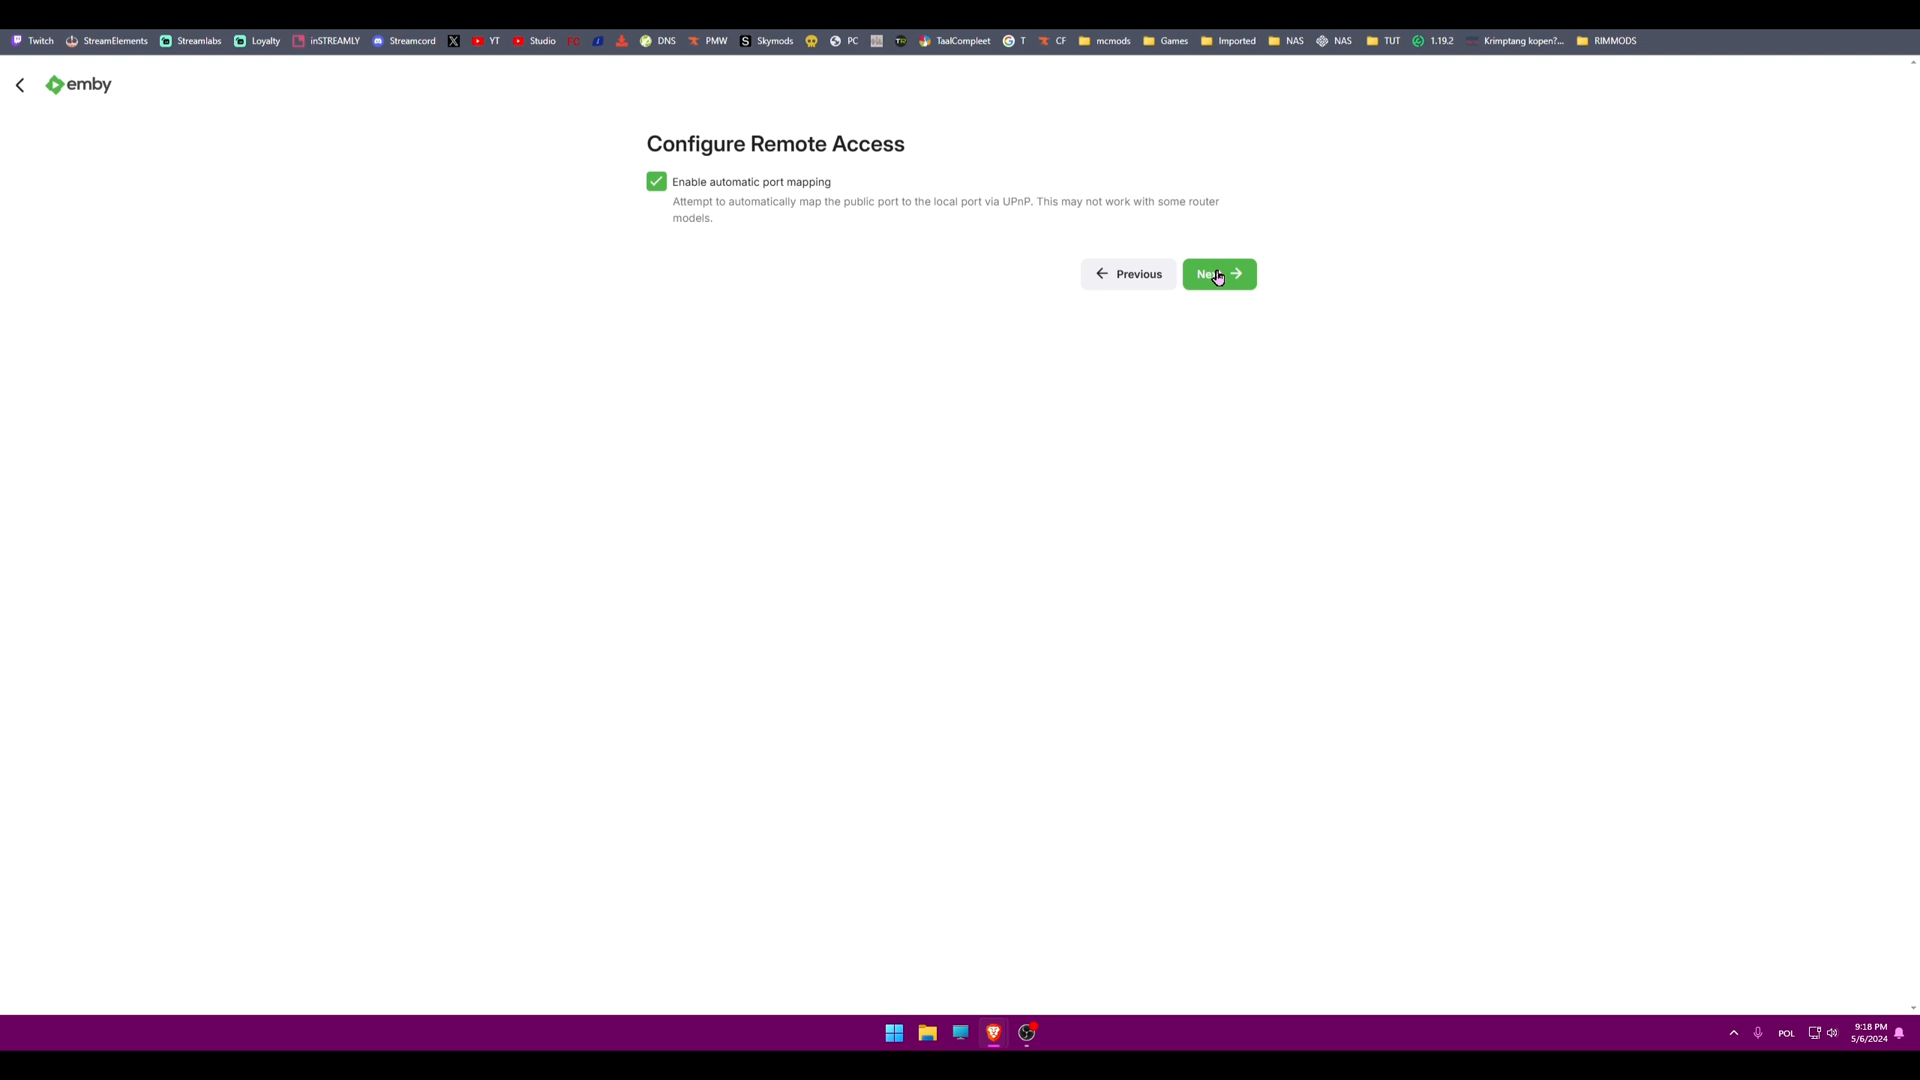 Twitch StreamElements Streamlabs Loyalty inSTREAMLY Streamcord YT Studio FC DNS PMW Skymods PC TaalCompleet T CF mcmods Games Imported NAS NAS TUT 1.19.2 Krimptang kopen?... RIMMODS
emby
Configure Remote Access
Enable automatic port mapping
Attempt to automatically map the public port to the local port via UPnP. This may not work with some router
models.
Previous
POL
9:18 PM
5/6/2024